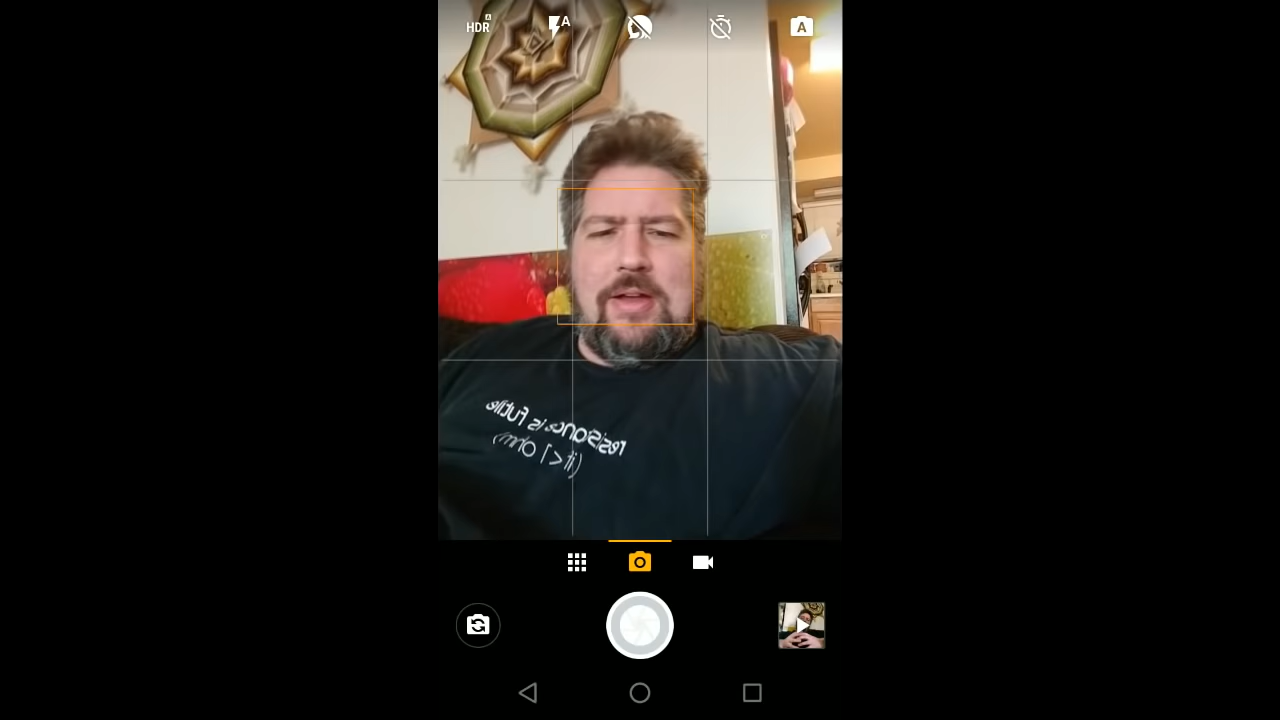 HDR A
A
A
resistance is Futile
(if <1 ohm)